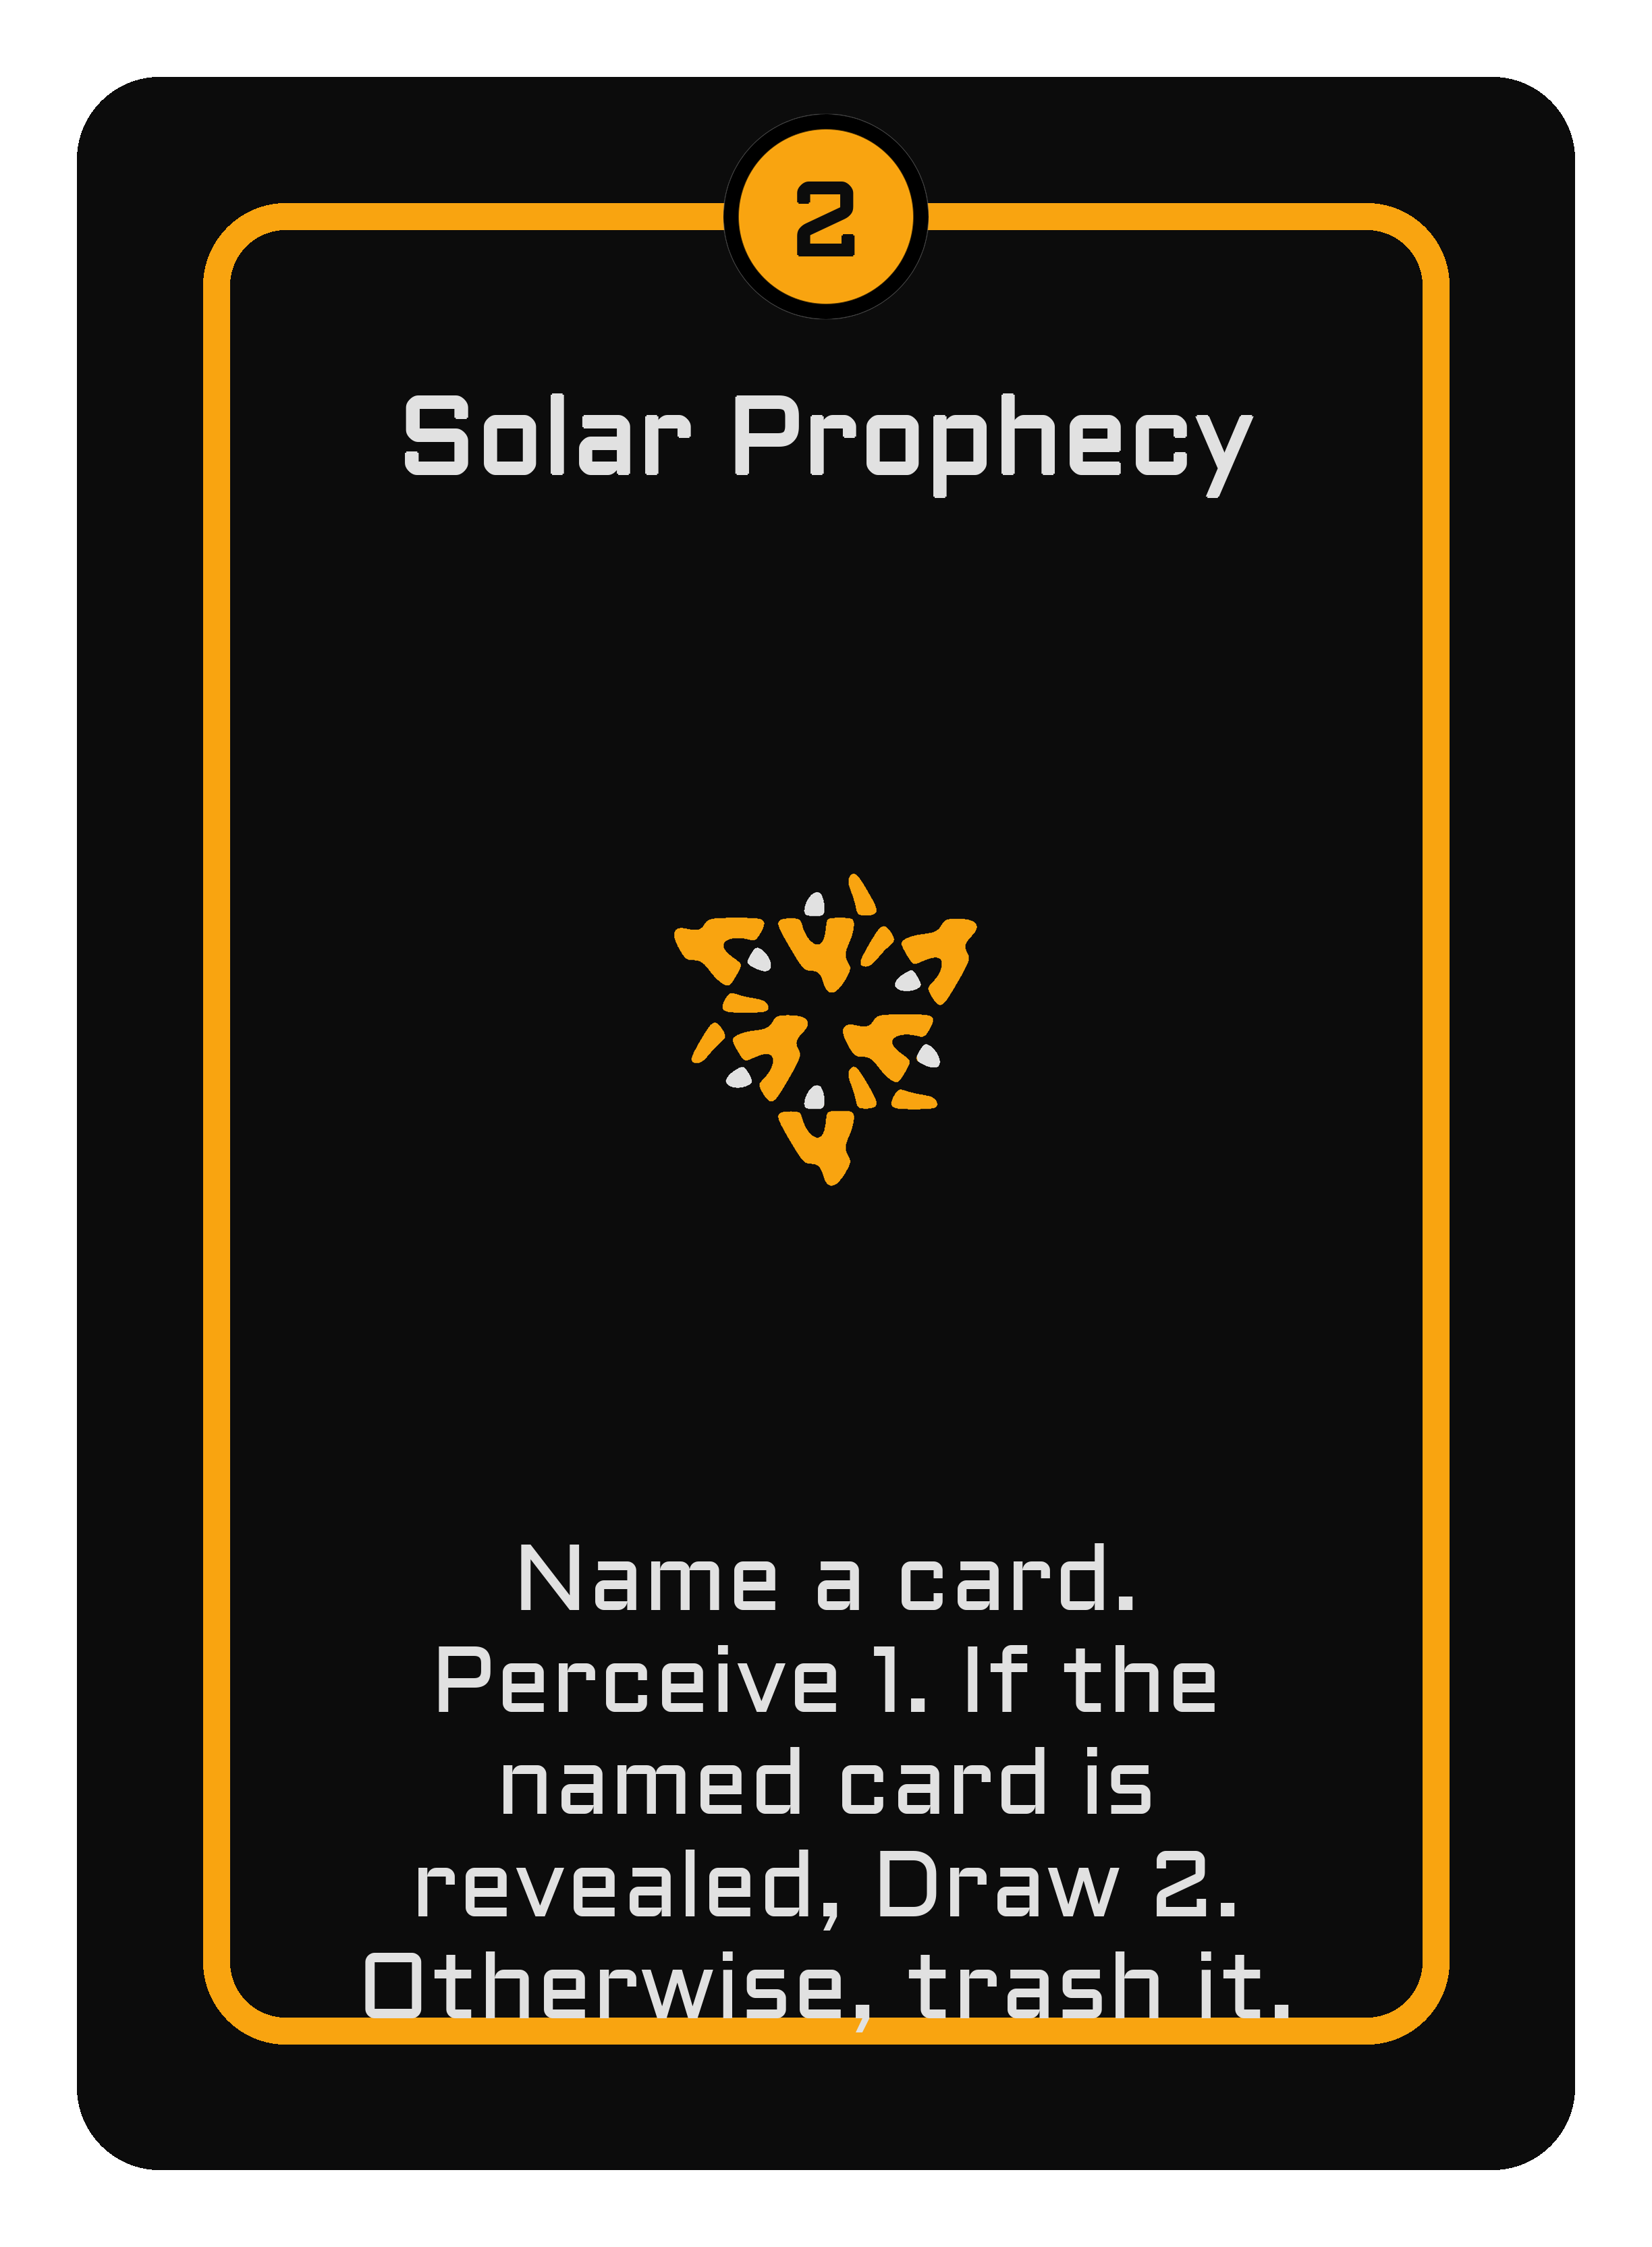 2
Solar Prophecy
Name a card.
Perceive 1. If the
named card is
revealed, Draw 2.
Otherwise, trash it.